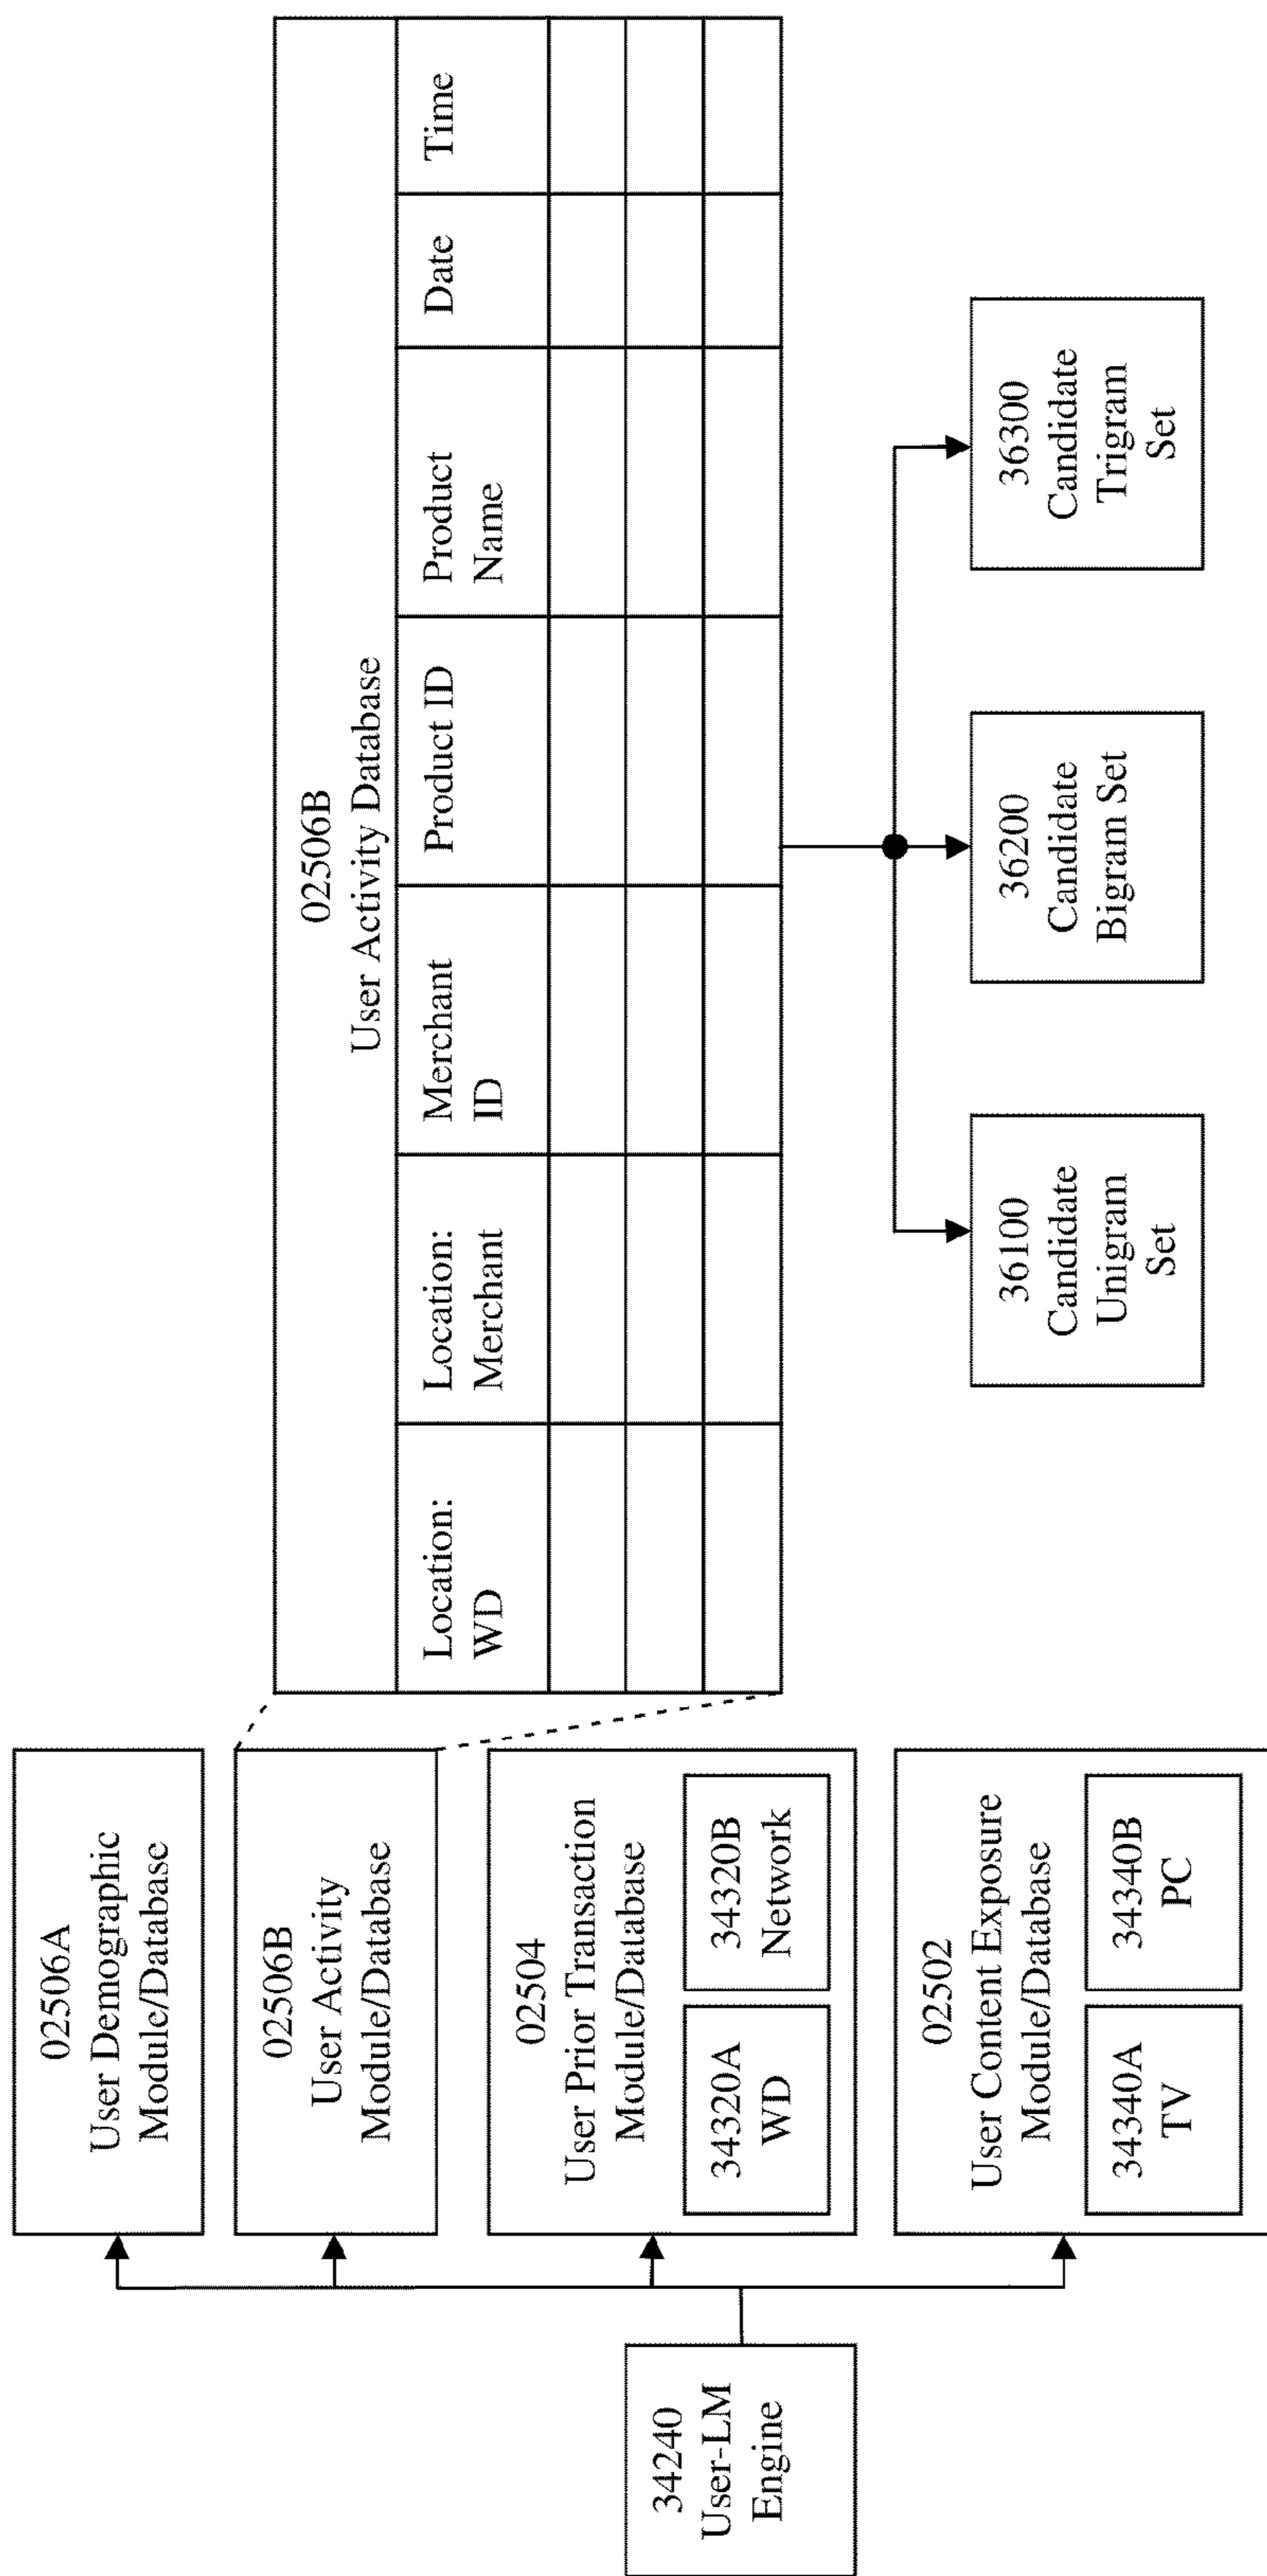 02506A
User Demographic
Module/Database
02506B
User Activity
Module/Database
02504
User Prior Transaction
Module/Database
34320A
WD
34320B
Network
02502
User Content Exposure
Module/Database
34340A
TV
34340B
PC
34240
User-LM
Engine
02506B
User Activity Database
Location:
WD
Location:
Merchant
Merchant
ID
Product ID
Product
Name
Date
Time
36100
Candidate
Unigram
Set
36200
Candidate
Bigram Set
36300
Candidate
Trigram
Set